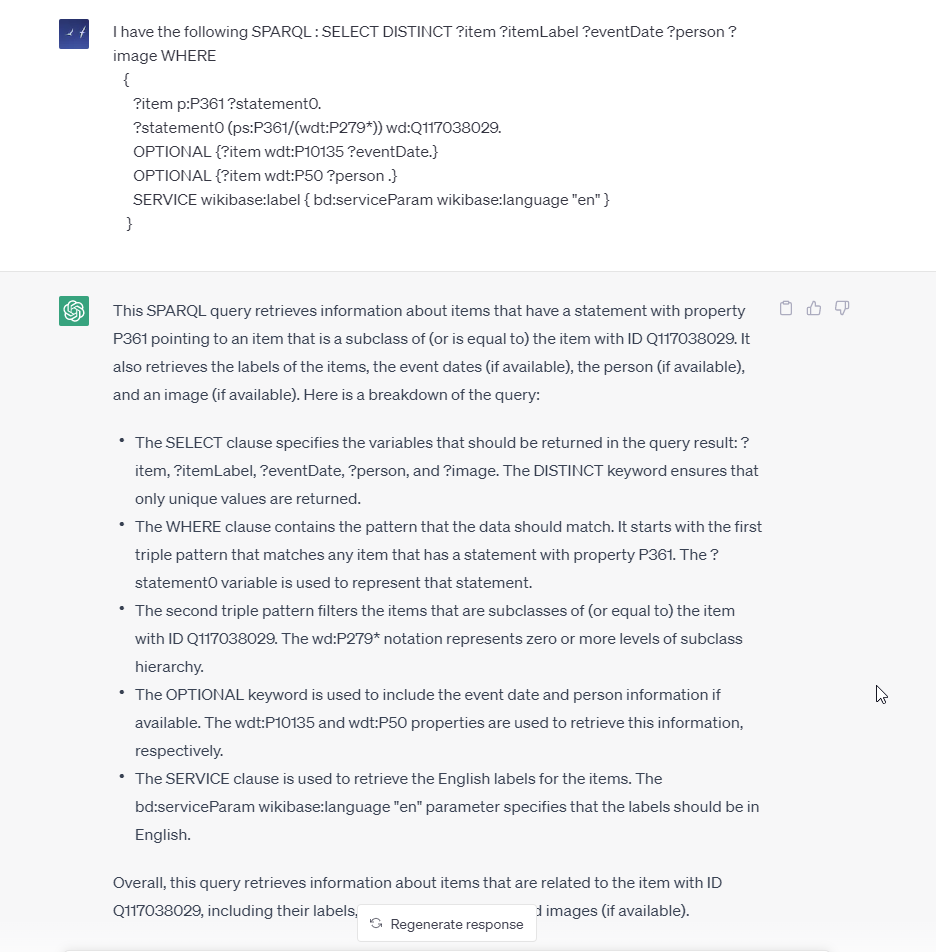 I have the following SPARQL : SELECT DISTINCT ?item ?itemLabel ?eventDate ?person ?
image WHERE
{
?item p:P361 ?statement0.
?statement0 (ps:P361/(wdt:P279*)) wd:Q117038029.
OPTIONAL {?item wdt:P10135 ?eventDate.}
OPTIONAL {?item wdt:P50 ?person .}
SERVICE wikibase:label { bd:serviceParam wikibase:language "en" }
}
This SPARQL query retrieves information about items that have a statement with property
P361 pointing to an item that is a subclass of (or is equal to) the item with ID Q117038029. It
also retrieves the labels of the items, the event dates (if available), the person (if available),
and an image (if available). Here is a breakdown of the query:
• The SELECT clause specifies the variables that should be returned in the query result: ?
item, ?itemLabel, ?eventDate, ?person, and ?image. The DISTINCT keyword ensures that
only unique values are returned.
• The WHERE clause contains the pattern that the data should match. It starts with the first
triple pattern that matches any item that has a statement with property P361. The ?
statement0 variable is used to represent that statement.
• The second triple pattern filters the items that are subclasses of (or equal to) the item
with ID Q117038029. The wd:P279* notation represents zero or more levels of subclass
hierarchy.
• The OPTIONAL keyword is used to include the event date and person information if
available. The wdt:P10135 and wdt:P50 properties are used to retrieve this information,
respectively.
• The SERVICE clause is used to retrieve the English labels for the items. The
bd:serviceParam wikibase:language "en" parameter specifies that the labels should be in
English.
Overall, this query retrieves information about items that are related to the item with ID
Q117038029, including their labels, images (if available).
Regenerate response